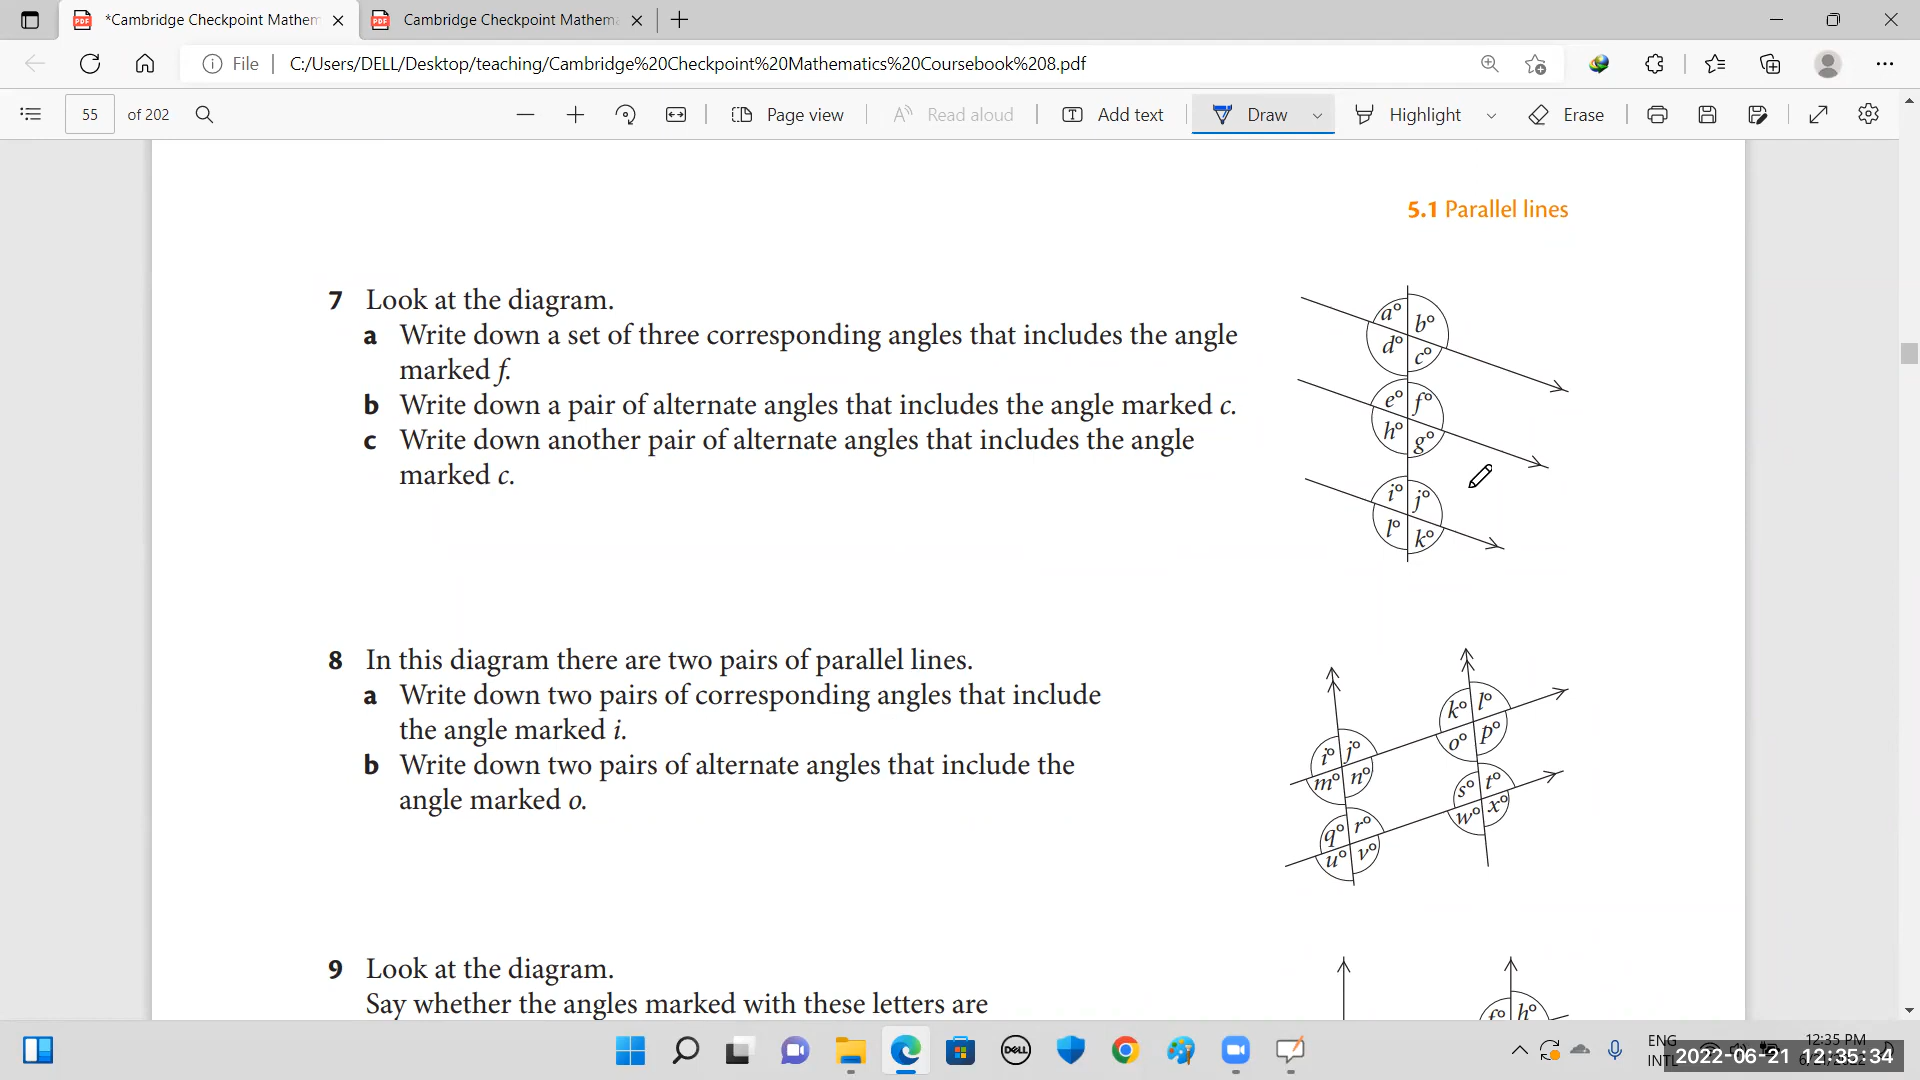 *Cambridge Checkpoint Mathem
Cambridge Checkpoint Mathema
File
C:/Users/DELL/Desktop/teaching/Cambridge%20Checkpoint%20Mathematics%20Coursebook%208.pdf
55 of 202
Page view
Read aloud
Add text
Draw
Highlight
Erase
5.1 Parallel lines
7 Look at the diagram.
a Write down a set of three corresponding angles that includes the angle
marked f.
b Write down a pair of alternate angles that includes the angle marked c.
c Write down another pair of alternate angles that includes the angle
marked c.
a° b°
d° c°
e° f°
h° g°
i° j°
l° k°
8 In this diagram there are two pairs of parallel lines.
a Write down two pairs of corresponding angles that include
the angle marked i.
b Write down two pairs of alternate angles that include the
angle marked o.
k° l°
o° p°
i° j°
m° n°
s° t°
w° x°
q° r°
u° v°
9 Look at the diagram.
Say whether the angles marked with these letters are
f° h°
DELL
ENG
INTL
12:35 PM
2022-06-21 12:35:34